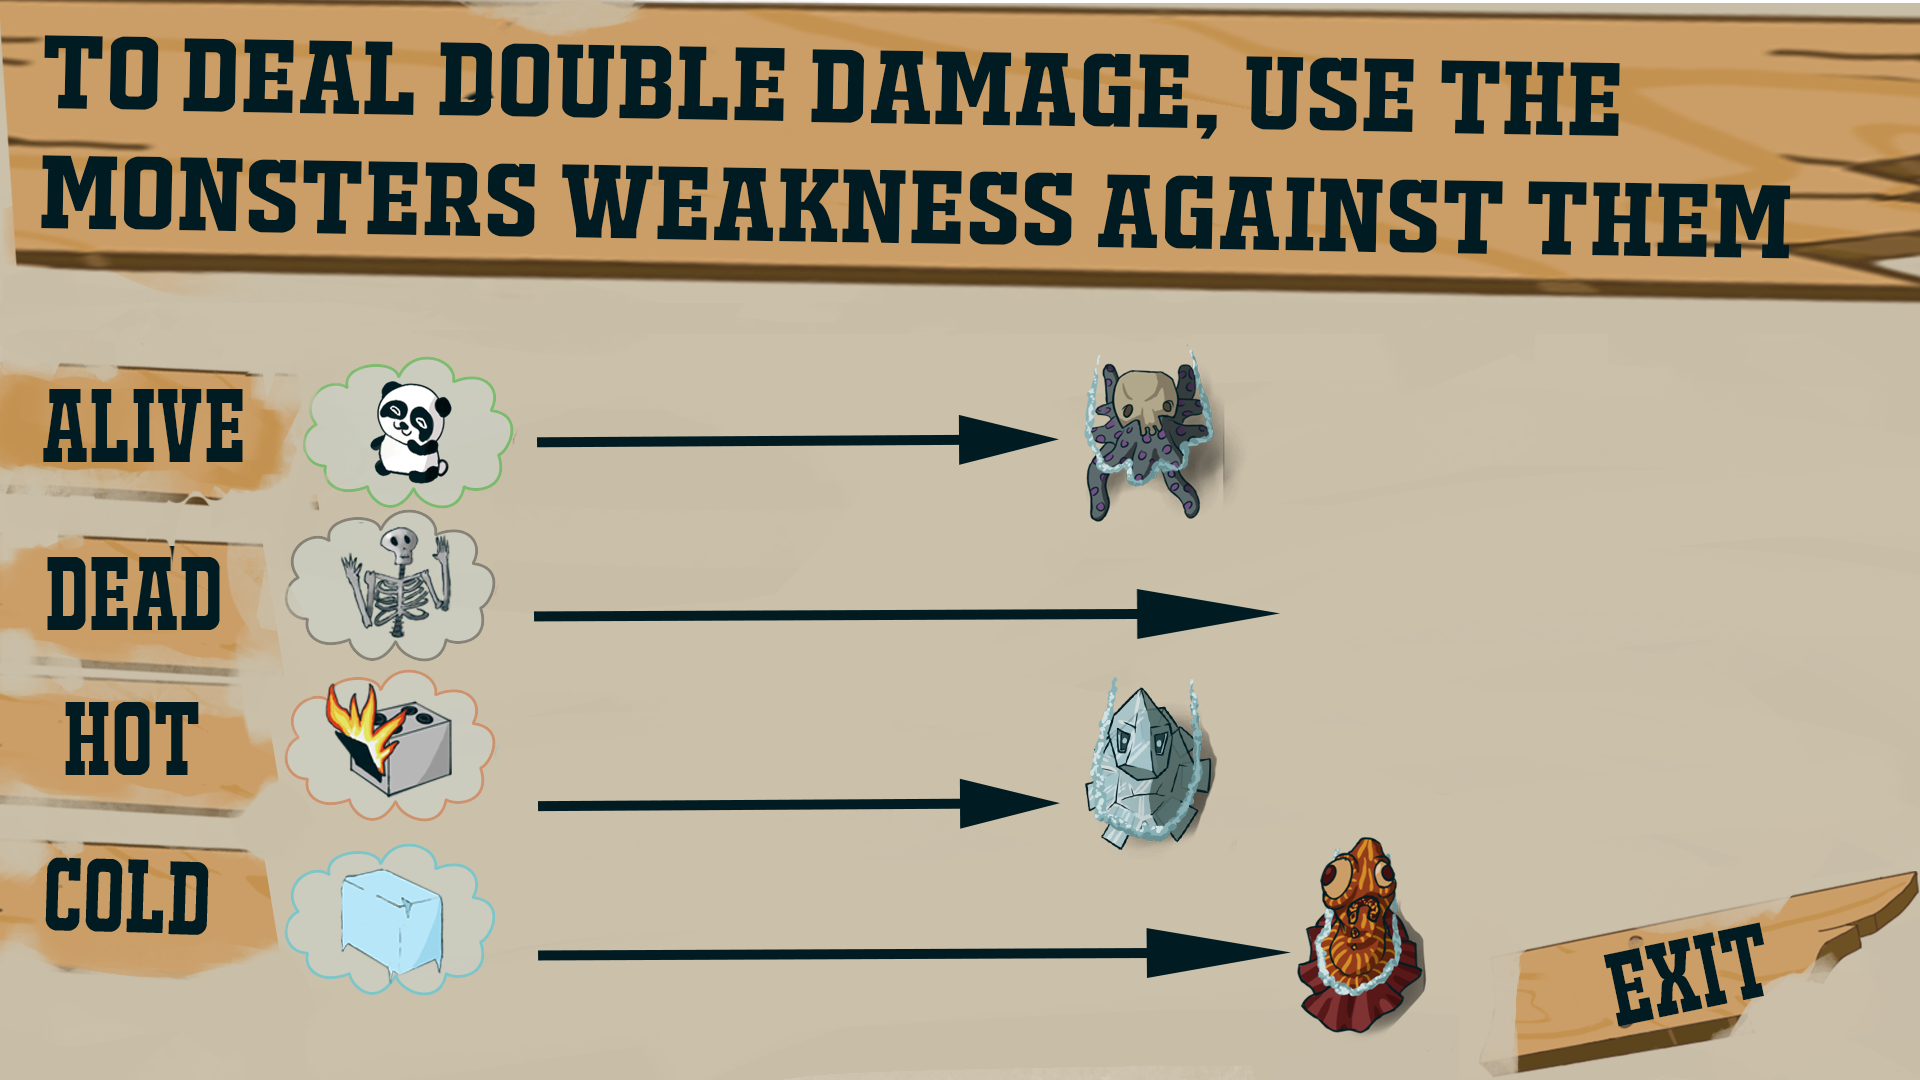 TO DEAL DOUBLE DAMAGE, USE THE
MONSTERS WEAKNESS AGAINST THEM
ALIVE
DEAD
HOT
COLD
EXIT